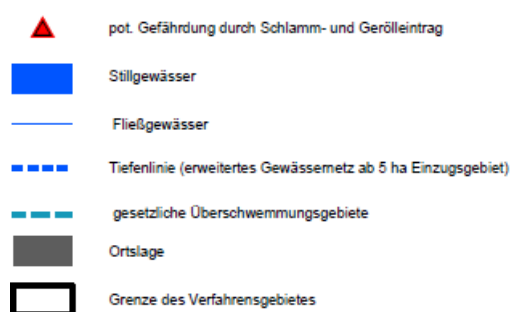 pot. Gefährdung durch Schlamm- und Gerölleintrag
Stillgewässer
Fließgewässer
Tiefenlinie (erweitertes Gewässernetz ab 5 ha Einzugsgebiet)
gesetzliche Überschwemmungsgebiete
Ortslage
Grenze des Verfahrensgebietes